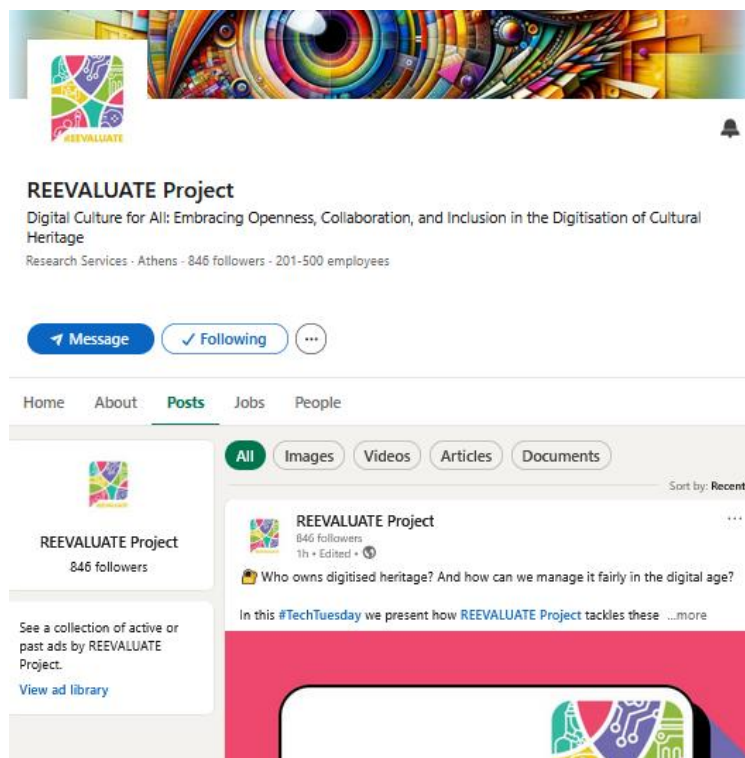 REEVALUATE
REEVALUATE Project
Digital Culture for All: Embracing Openness, Collaboration, and Inclusion in the Digitisation of Cultural
Heritage
Research Services · Athens · 846 followers · 201-500 employees
Message
Following
Home About Posts Jobs People
REEVALUATE
REEVALUATE Project
846 followers
See a collection of active or
past ads by REEVALUATE
Project.
View ad library
All Images Videos Articles Documents
Sort by: Recent
REEVALUATE Project
846 followers
1h • Edited •
Who owns digitised heritage? And how can we manage it fairly in the digital age?
In this #TechTuesday we present how REEVALUATE Project tackles these ...more